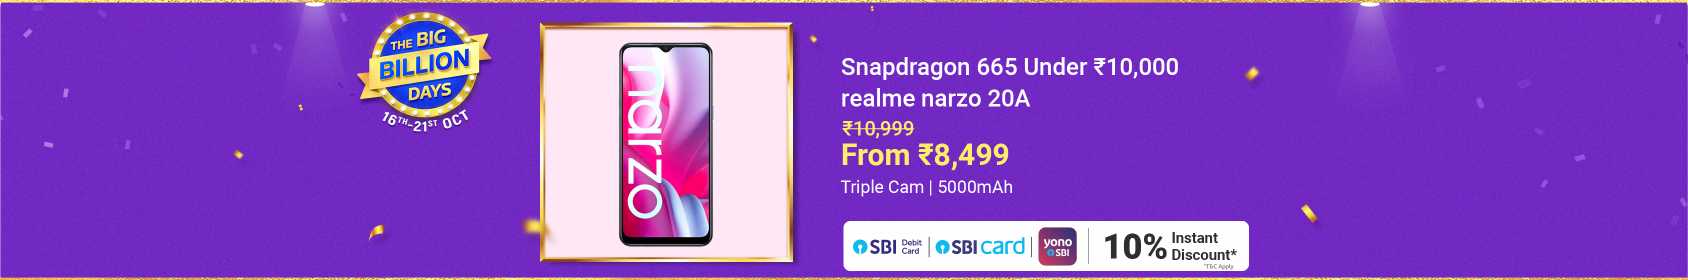 THE BIG
BILLION
DAYS
16TH-21ST OCT
narzo
Snapdragon 665 Under ₹10,000
realme narzo 20A
₹10,999
From ₹8,499
Triple Cam | 5000mAh
SBI Debit Card | SBI card | yono SBI | 10% Instant Discount*
*T&C Apply